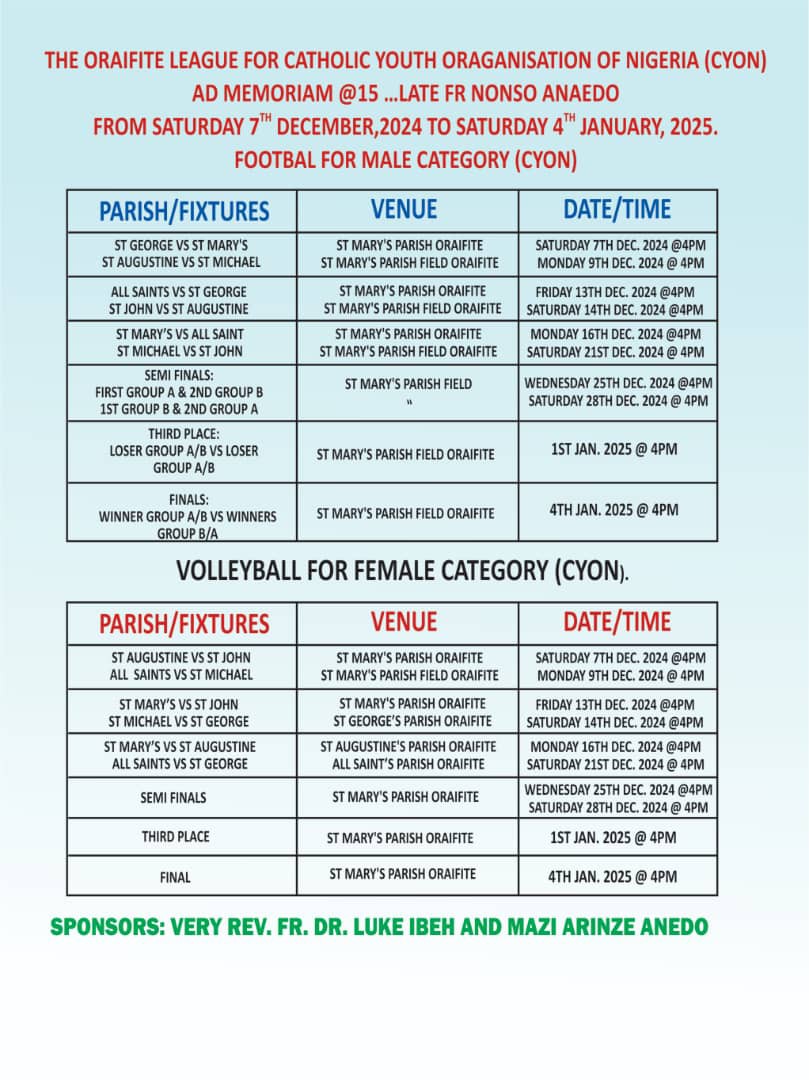 THE ORAIFITE LEAGUE FOR CATHOLIC YOUTH ORAGANISATION OF NIGERIA (CYON)
AD MEMORIAM @15 ...LATE FR NONSO ANAEDO
FROM SATURDAY 7TH DECEMBER,2024 TO SATURDAY 4TH JANUARY, 2025.
FOOTBAL FOR MALE CATEGORY (CYON)
PARISH/FIXTURES VENUE DATE/TIME
ST GEORGE VS ST MARY'S ST MARY'S PARISH ORAIFITE SATURDAY 7TH DEC. 2024 @4PM
ST AUGUSTINE VS ST MICHAEL ST MARY'S PARISH FIELD ORAIFITE MONDAY 9TH DEC. 2024 @ 4PM
ALL SAINTS VS ST GEORGE ST MARY'S PARISH ORAIFITE FRIDAY 13TH DEC. 2024 @4PM
ST JOHN VS ST AUGUSTINE ST MARY'S PARISH FIELD ORAIFITE SATURDAY 14TH DEC. 2024 @4PM
ST MARY'S VS ALL SAINT ST MARY'S PARISH ORAIFITE MONDAY 16TH DEC. 2024 @4PM
ST MICHAEL VS ST JOHN ST MARY'S PARISH FIELD ORAIFITE SATURDAY 21ST DEC. 2024 @ 4PM
SEMI FINALS:
FIRST GROUP A & 2ND GROUP B ST MARY'S PARISH FIELD WEDNESDAY 25TH DEC. 2024 @4PM
1ST GROUP B & 2ND GROUP A " SATURDAY 28TH DEC. 2024 @ 4PM
THIRD PLACE:
LOSER GROUP A/B VS LOSER ST MARY'S PARISH FIELD ORAIFITE 1ST JAN. 2025 @ 4PM
GROUP A/B
FINALS:
WINNER GROUP A/B VS WINNERS ST MARY'S PARISH FIELD ORAIFITE 4TH JAN. 2025 @ 4PM
GROUP B/A
VOLLEYBALL FOR FEMALE CATEGORY (CYON).
PARISH/FIXTURES VENUE DATE/TIME
ST AUGUSTINE VS ST JOHN ST MARY'S PARISH ORAIFITE SATURDAY 7TH DEC. 2024 @4PM
ALL SAINTS VS ST MICHAEL ST MARY'S PARISH FIELD ORAIFITE MONDAY 9TH DEC. 2024 @ 4PM
ST MARY'S VS ST JOHN ST MARY'S PARISH ORAIFITE FRIDAY 13TH DEC. 2024 @4PM
ST MICHAEL VS ST GEORGE ST GEORGE'S PARISH ORAIFITE SATURDAY 14TH DEC. 2024 @4PM
ST MARY'S VS ST AUGUSTINE ST AUGUSTINE'S PARISH ORAIFITE MONDAY 16TH DEC. 2024 @4PM
ALL SAINTS VS ST GEORGE ALL SAINT'S PARISH ORAIFITE SATURDAY 21ST DEC. 2024 @ 4PM
SEMI FINALS ST MARY'S PARISH ORAIFITE WEDNESDAY 25TH DEC. 2024 @4PM
SATURDAY 28TH DEC. 2024 @ 4PM
THIRD PLACE ST MARY'S PARISH ORAIFITE 1ST JAN. 2025 @ 4PM
FINAL ST MARY'S PARISH ORAIFITE 4TH JAN. 2025 @ 4PM
SPONSORS: VERY REV. FR. DR. LUKE IBEH AND MAZI ARINZE ANEDO